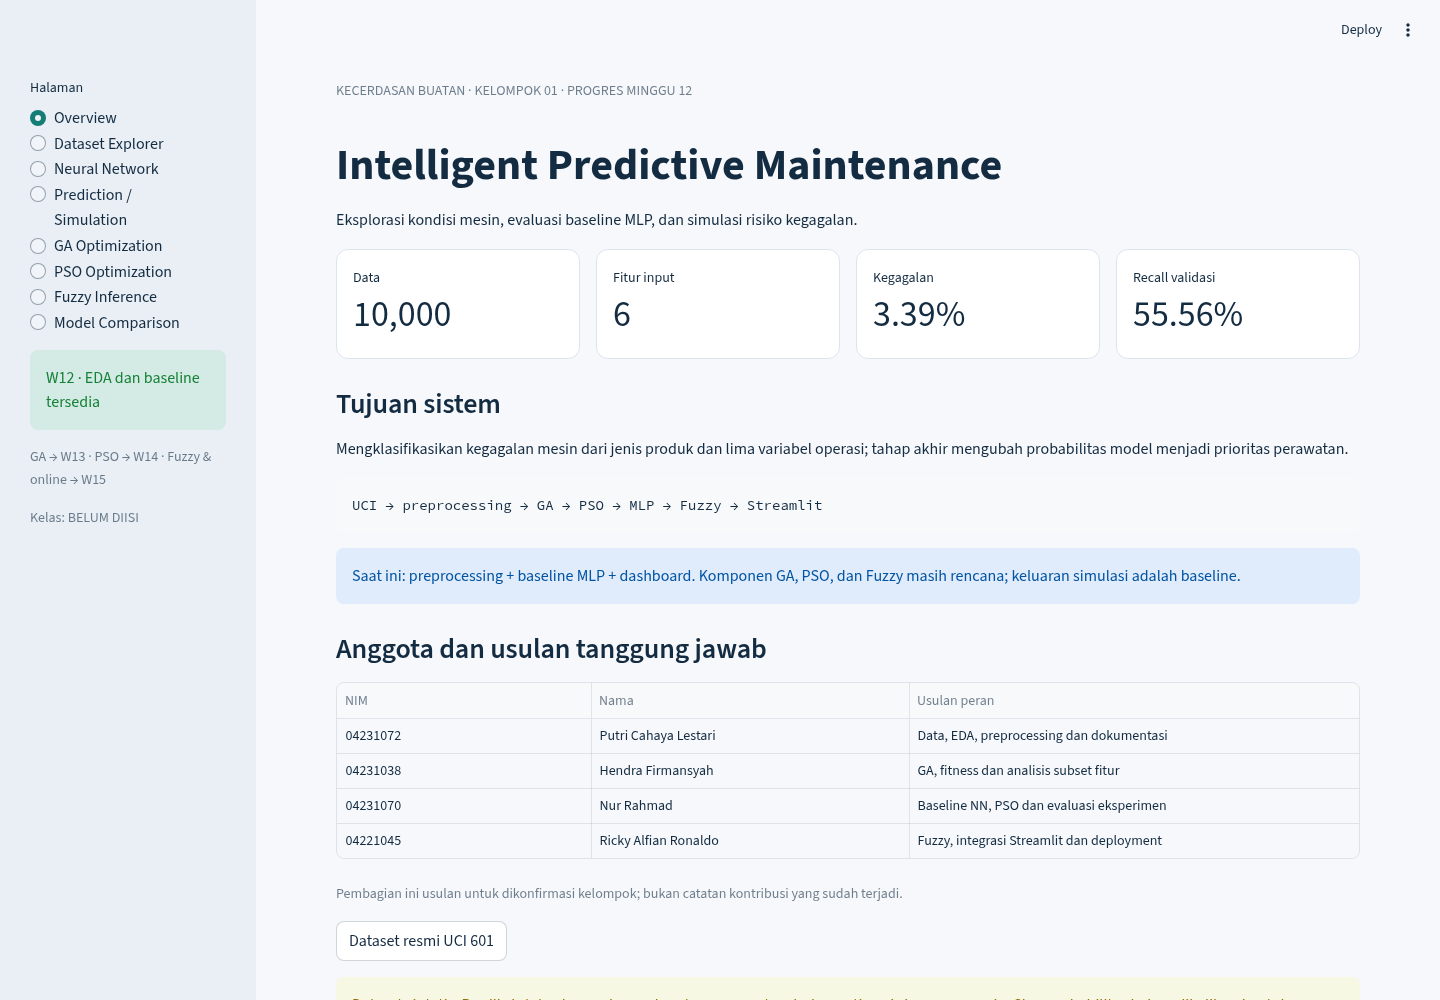 Deploy
Halaman
Overview
Dataset Explorer
Neural Network
Prediction /
Simulation
GA Optimization
PSO Optimization
Fuzzy Inference
Model Comparison
W12 · EDA dan baseline
tersedia
GA → W13 · PSO → W14 · Fuzzy &
online → W15
Kelas: BELUM DIISI
KECERDASAN BUATAN · KELOMPOK 01 · PROGRES MINGGU 12
Intelligent Predictive Maintenance
Eksplorasi kondisi mesin, evaluasi baseline MLP, dan simulasi risiko kegagalan.
Data
10,000
Fitur input
6
Kegagalan
3.39%
Recall validasi
55.56%
Tujuan sistem
Mengklasifikasikan kegagalan mesin dari jenis produk dan lima variabel operasi; tahap akhir mengubah probabilitas model menjadi prioritas perawatan.
UCI → preprocessing → GA → PSO → MLP → Fuzzy → Streamlit
Saat ini: preprocessing + baseline MLP + dashboard. Komponen GA, PSO, dan Fuzzy masih rencana; keluaran simulasi adalah baseline.
Anggota dan usulan tanggung jawab
NIM Nama Usulan peran
04231072 Putri Cahaya Lestari Data, EDA, preprocessing dan dokumentasi
04231038 Hendra Firmansyah GA, fitness dan analisis subset fitur
04231070 Nur Rahmad Baseline NN, PSO dan evaluasi eksperimen
04221045 Ricky Alfian Ronaldo Fuzzy, integrasi Streamlit dan deployment
Pembagian ini usulan untuk dikonfirmasi kelompok; bukan catatan kontribusi yang sudah terjadi.
Dataset resmi UCI 601